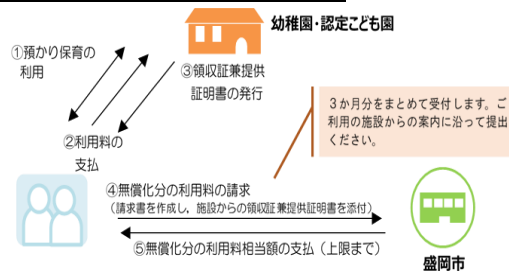 幼稚園・認定こども園
①預かり保育の
利用
③領収証兼提供
証明書の発行
②利用料の
支払
３か月分をまとめて受付します。ご
利用の施設からの案内に沿って提出
ください。
④無償化分の利用料の請求
（請求書を作成し，施設からの領収証兼提供証明書を添付）
⑤無償化分の利用料相当額の支払（上限まで）
盛岡市